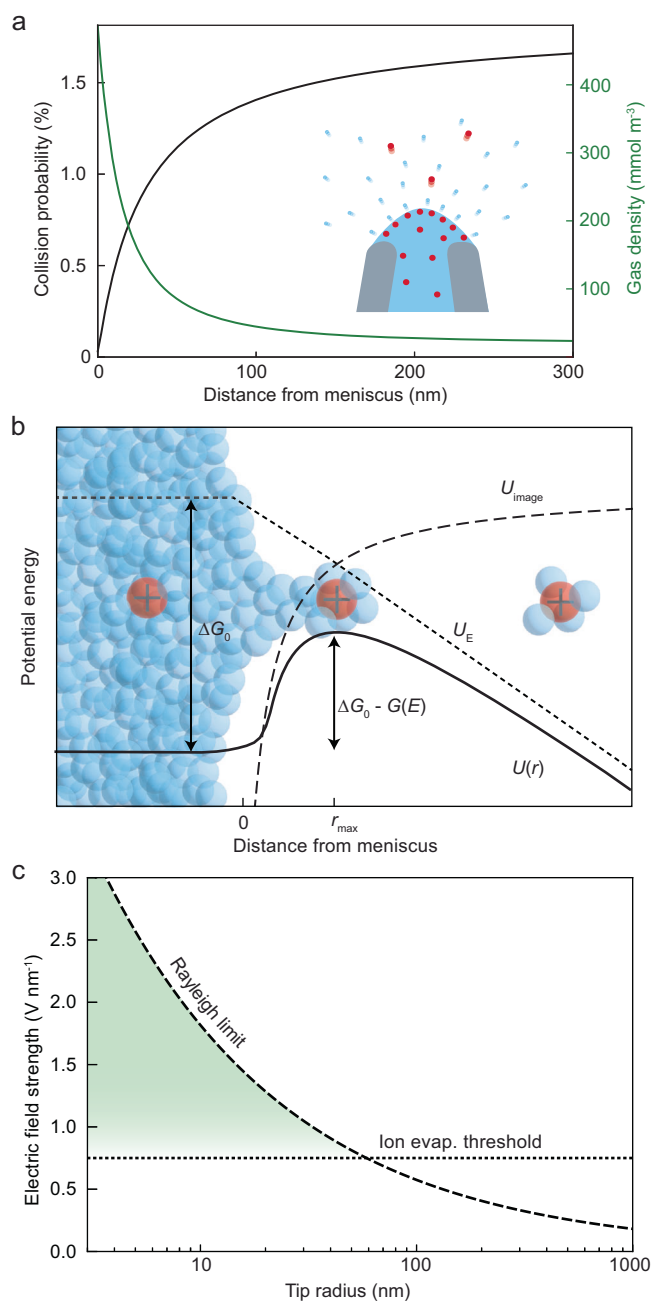 a
Collision probability (%)
1.5
1.0
0.5
0
400
300
200
100
Gas density (mmol m⁻³)
0
100
200
300
Distance from meniscus (nm)
b
Potential energy
ΔG₀
U_image
U_E
ΔG₀ - G(E)
U(r)
+
+
+
0
r_max
Distance from meniscus
c
Electric field strength (V nm⁻¹)
3.0
2.5
2.0
1.5
1.0
0.5
0.0
Rayleigh limit
Ion evap. threshold
10
100
1000
Tip radius (nm)